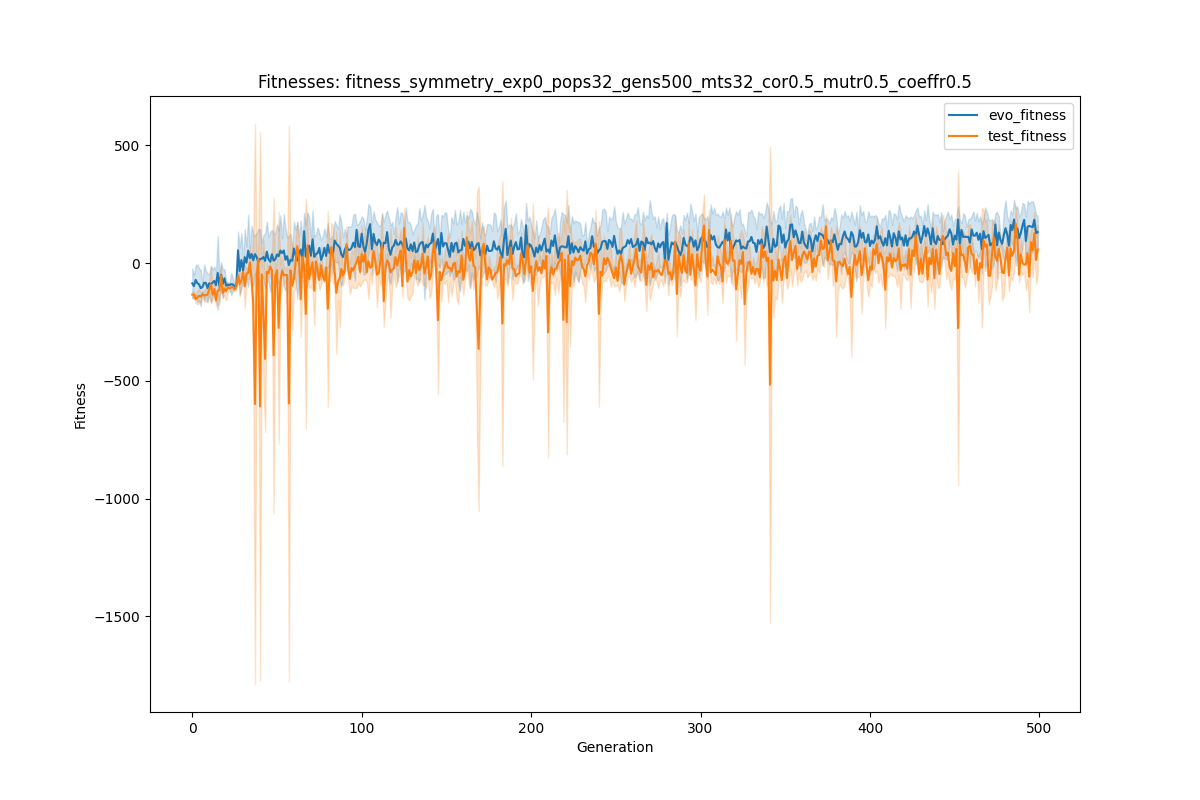 Fitnesses: fitness_symmetry_exp0_pops32_gens500_mts32_cor0.5_mutr0.5_coeffr0.5
evo_fitness
test_fitness
500
0
−500
−1000
−1500
Fitness
0 100 200 300 400 500
Generation